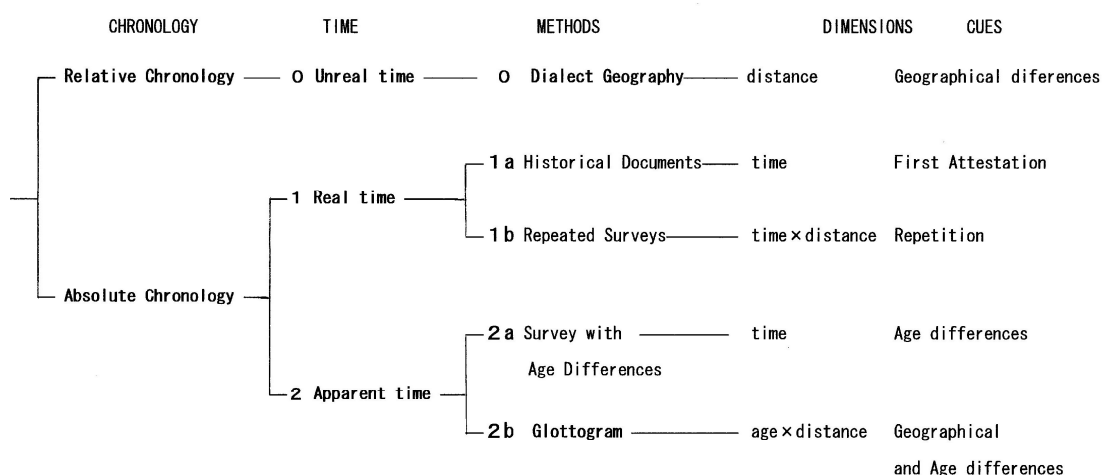 CHRONOLOGY TIME METHODS DIMENSIONS CUES
Relative Chronology 0 Unreal time 0 Dialect Geography distance Geographical diferences
1a Historical Documents time First Attestation
1 Real time
1b Repeated Surveys time×distance Repetition
Absolute Chronology
2a Survey with time Age differences
Age Differences
2 Apparent time
2b Glottogram age×distance Geographical
and Age differences